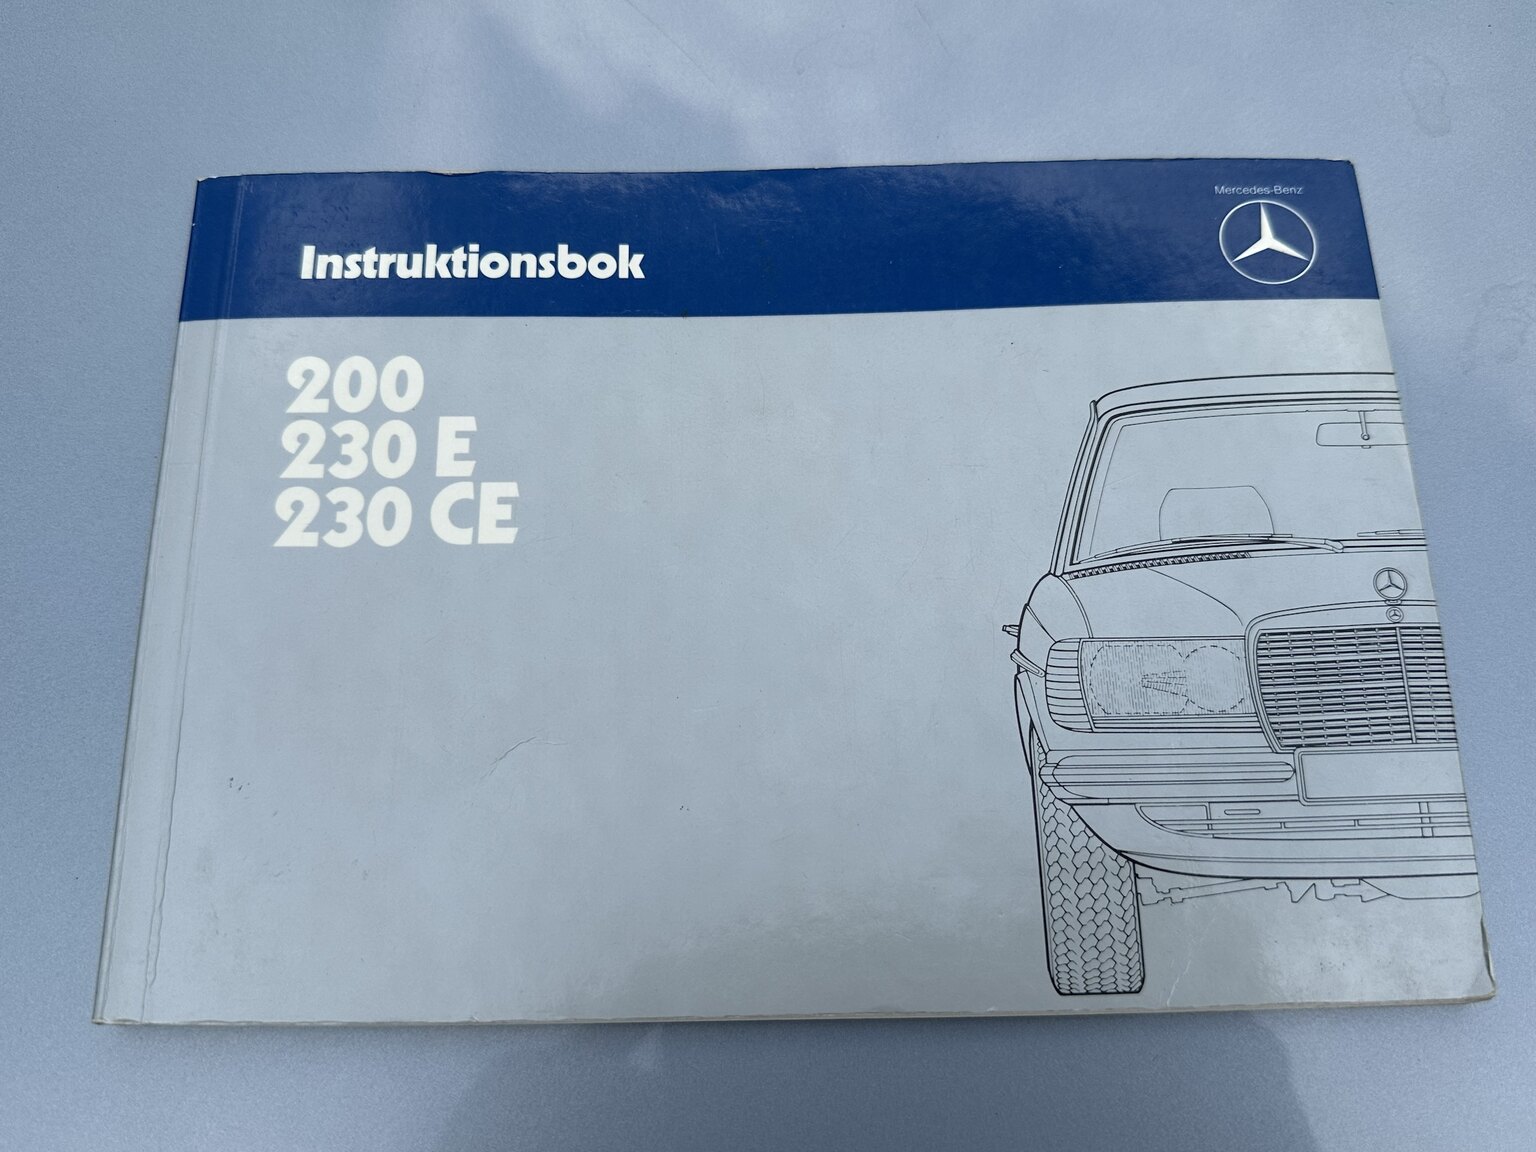 Mercedes-Benz
Instruktionsbok
200
230 E
230 CE